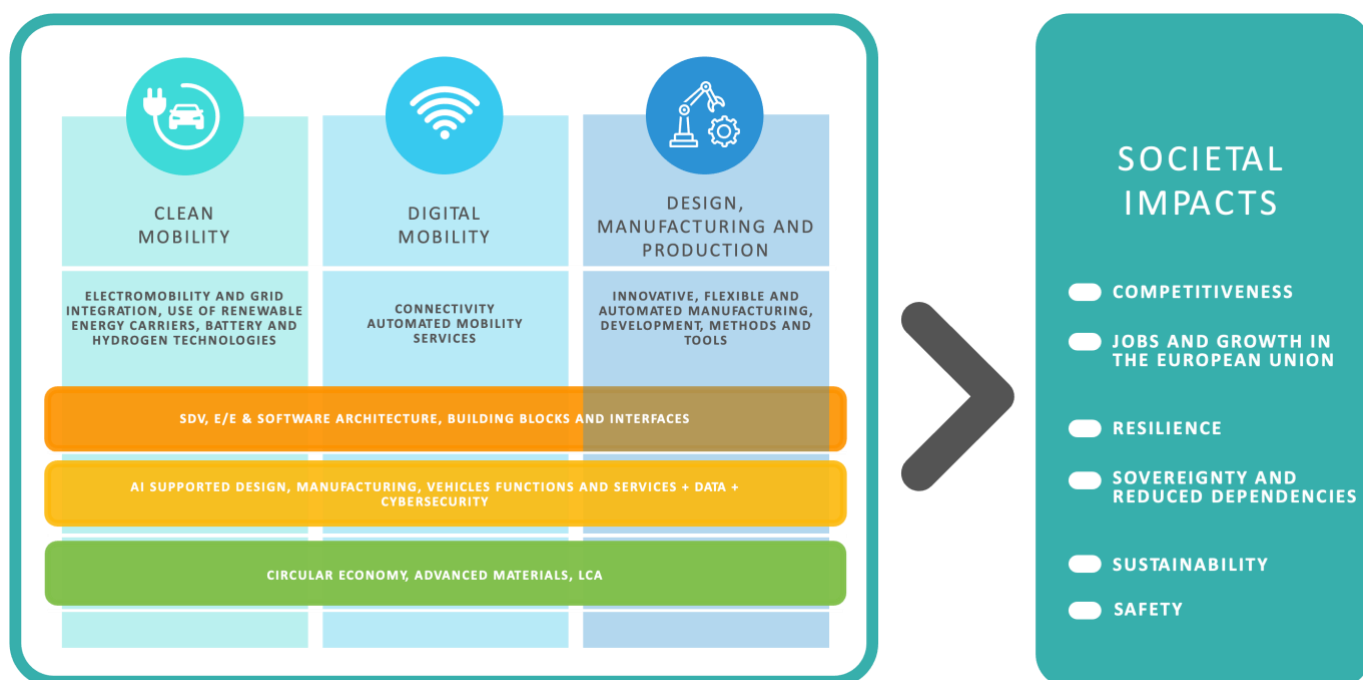 CLEAN
MOBILITY
DIGITAL
MOBILITY
DESIGN,
MANUFACTURING AND
PRODUCTION
ELECTROMOBILITY AND GRID
INTEGRATION, USE OF RENEWABLE
ENERGY CARRIERS, BATTERY AND
HYDROGEN TECHNOLOGIES
CONNECTIVITY
AUTOMATED MOBILITY
SERVICES
INNOVATIVE, FLEXIBLE AND
AUTOMATED MANUFACTURING,
DEVELOPMENT, METHODS AND
TOOLS
SDV, E/E & SOFTWARE ARCHITECTURE, BUILDING BLOCKS AND INTERFACES
AI SUPPORTED DESIGN, MANUFACTURING, VEHICLES FUNCTIONS AND SERVICES + DATA +
CYBERSECURITY
CIRCULAR ECONOMY, ADVANCED MATERIALS, LCA
SOCIETAL
IMPACTS
COMPETITIVENESS
JOBS AND GROWTH IN
THE EUROPEAN UNION
RESILIENCE
SOVEREIGNTY AND
REDUCED DEPENDENCIES
SUSTAINABILITY
SAFETY